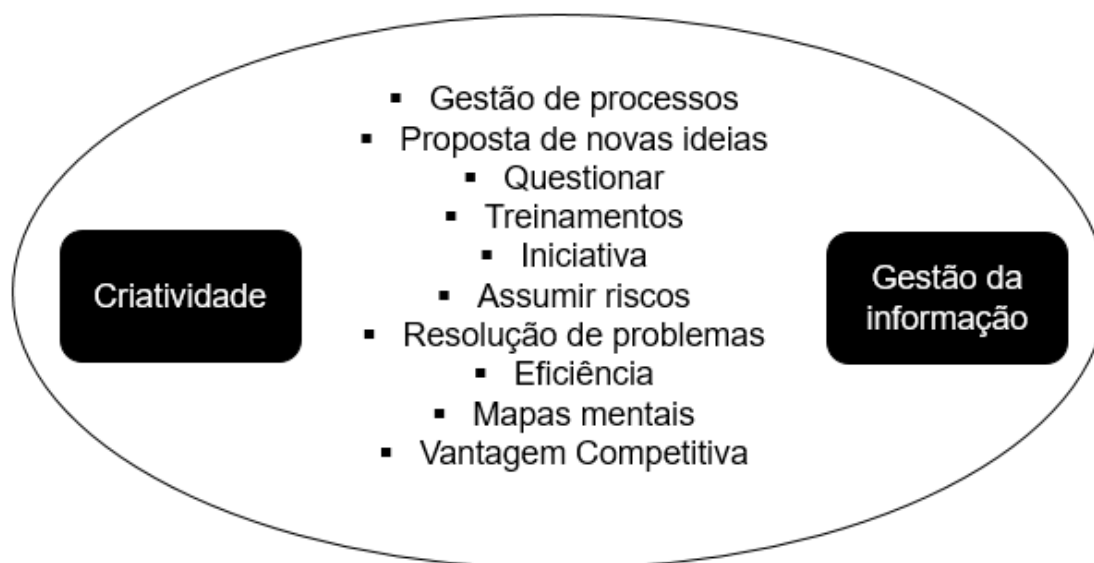 ▪ Gestão de processos
▪ Proposta de novas ideias
▪ Questionar
▪ Treinamentos
▪ Iniciativa
▪ Assumir riscos
▪ Resolução de problemas
▪ Eficiência
▪ Mapas mentais
▪ Vantagem Competitiva
Criatividade
Gestão da
informação